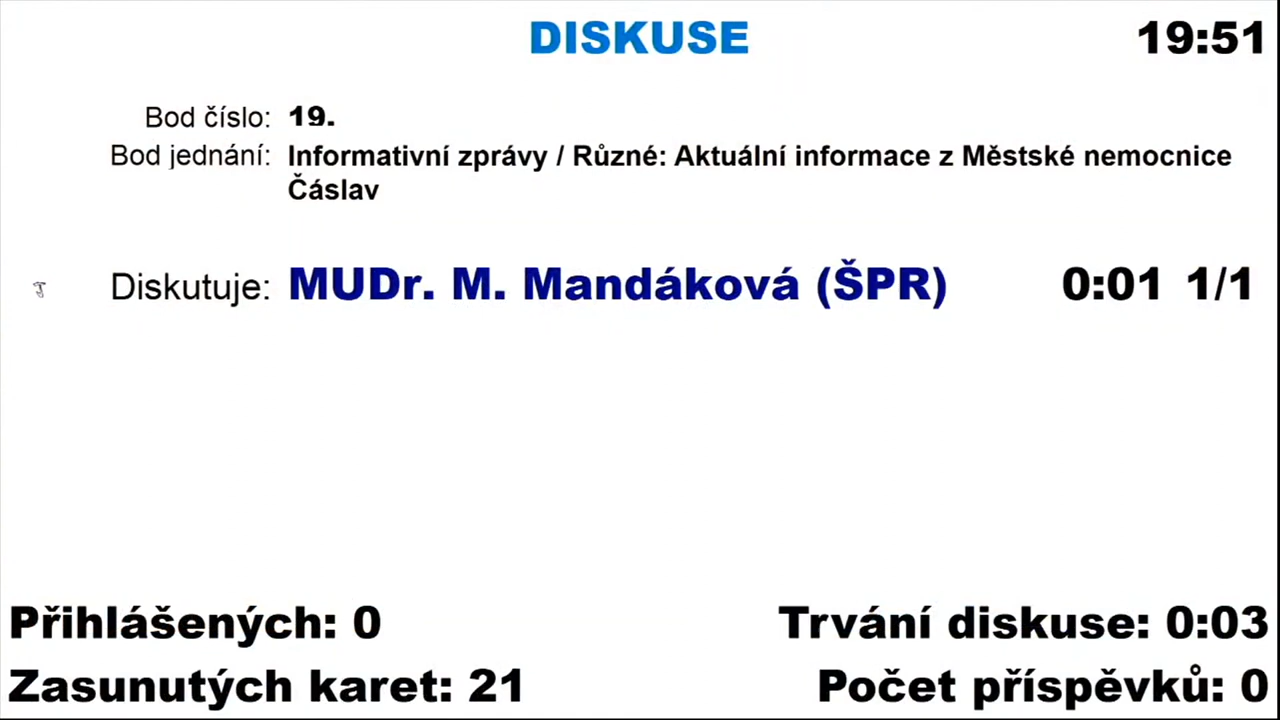 DISKUSE 19:51
Bod číslo: 19.
Bod jednání: Informativní zprávy / Různé: Aktuální informace z Městské nemocnice
Čáslav
Diskutuje: MUDr. M. Mandáková (ŠPR) 0:01 1/1
Přihlášených: 0 Trvání diskuse: 0:03
Zasunutých karet: 21 Počet příspěvků: 0